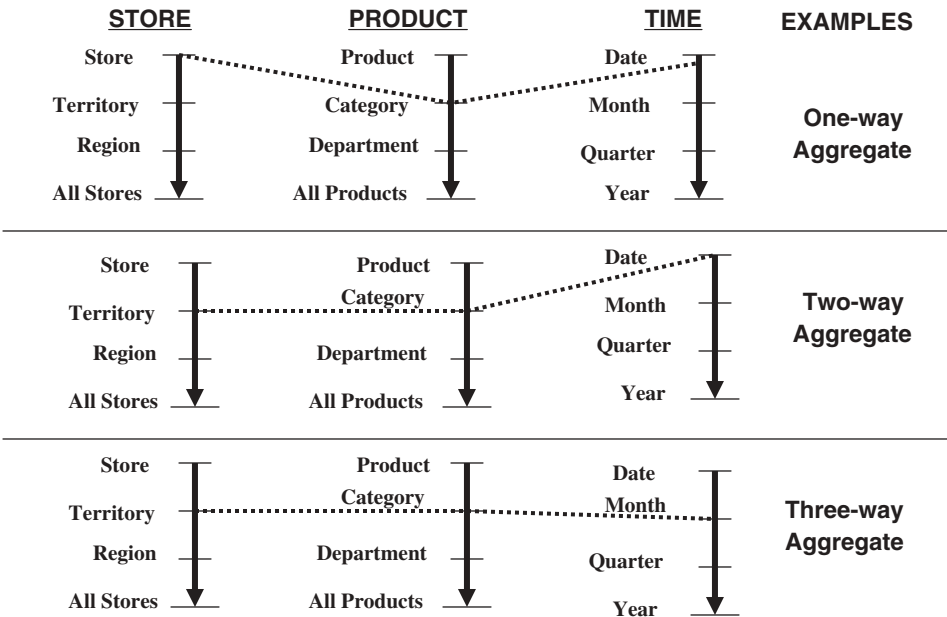 STORE PRODUCT TIME EXAMPLES
Store Product Date
Territory Category Month
One-way
Aggregate
Region Department Quarter
All Stores All Products Year
Store Product Date
Category
Territory Month
Two-way
Aggregate
Region Department Quarter
All Stores All Products Year
Store Product Date
Category Month
Territory
Three-way
Aggregate
Region Department Quarter
All Stores All Products Year